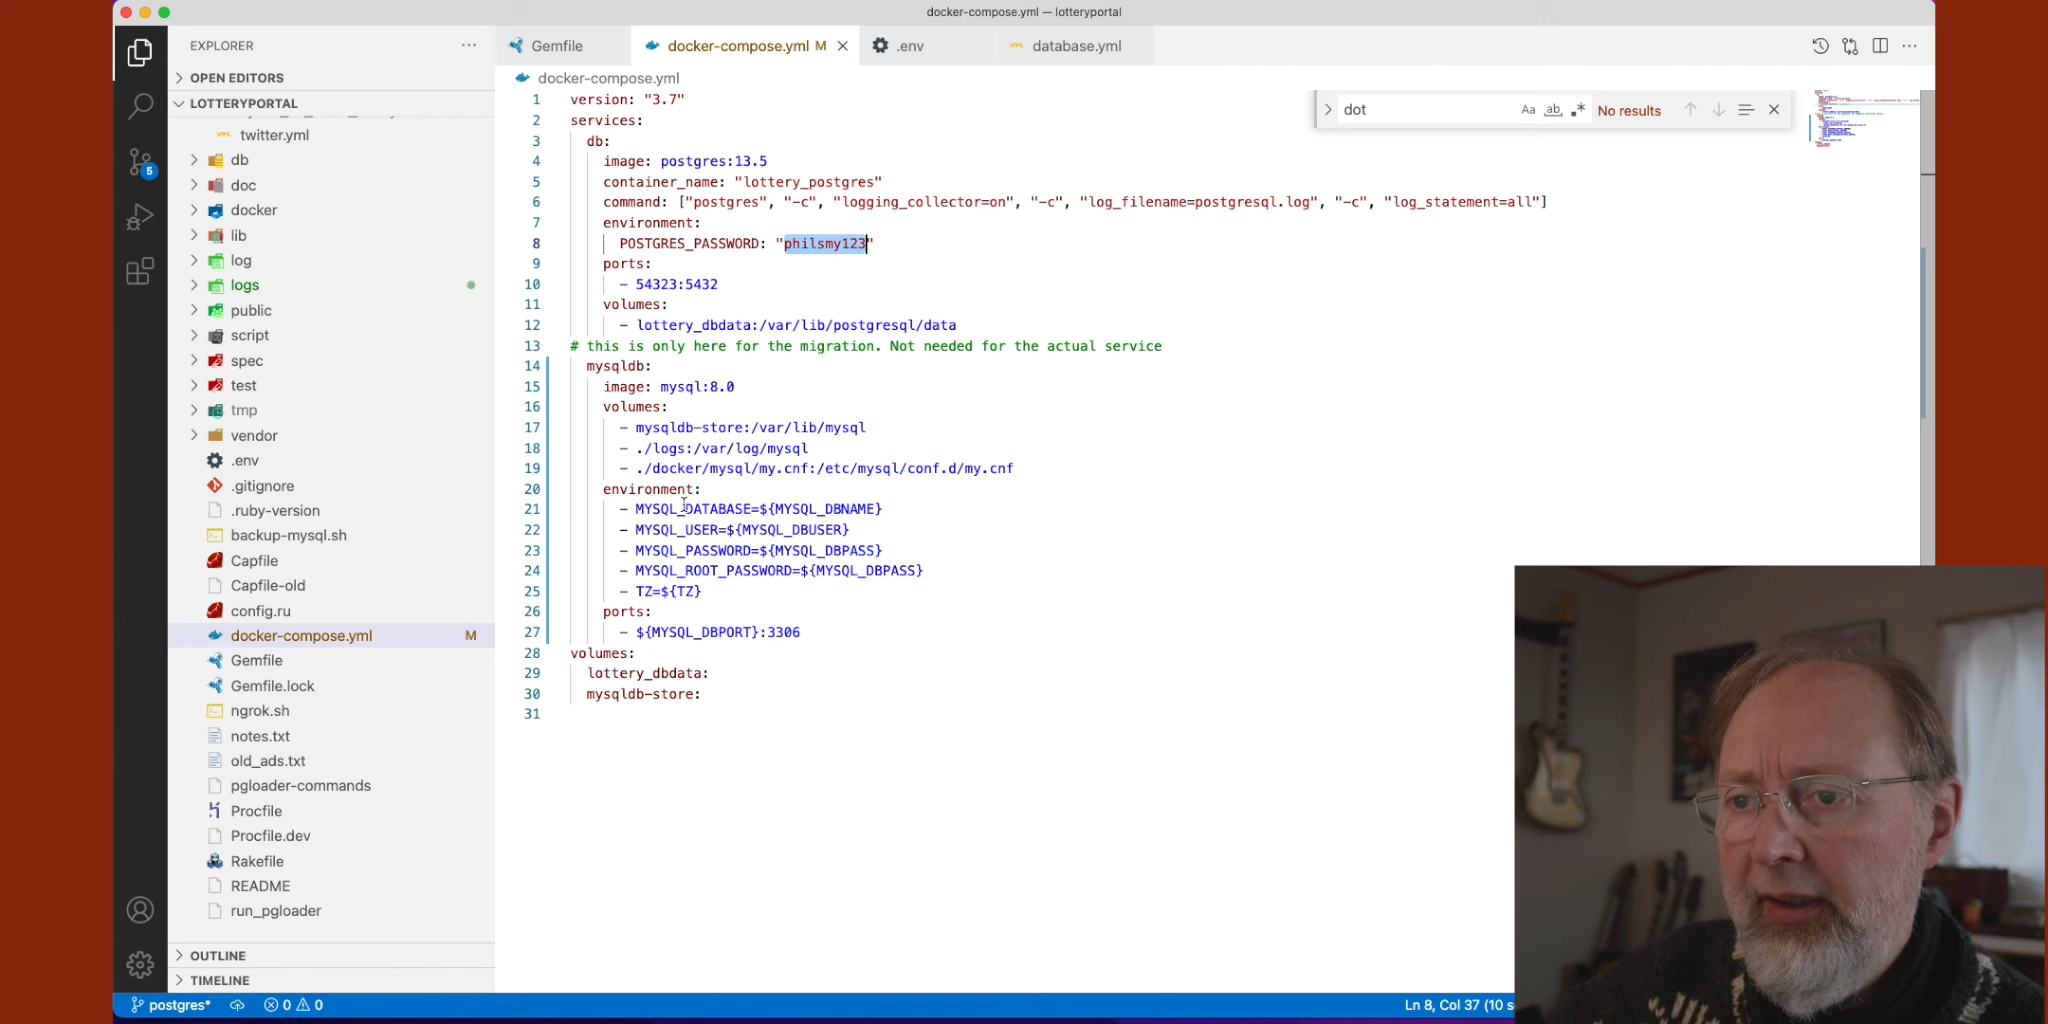 docker-compose.yml — lotteryportal
EXPLORER
Gemfile
docker-compose.yml M
.env
database.yml
OPEN EDITORS
LOTTERYPORTAL
twitter.yml
db
doc
docker
lib
log
logs
public
script
spec
test
tmp
vendor
.env
.gitignore
.ruby-version
backup-mysql.sh
Capfile
Capfile-old
config.ru
docker-compose.yml M
Gemfile
Gemfile.lock
ngrok.sh
notes.txt
old_ads.txt
pgloader-commands
Procfile
Procfile.dev
Rakefile
README
run_pgloader
OUTLINE
TIMELINE
5
docker-compose.yml
dot
Aa
ab
No results
1 version: "3.7"
2 services:
3 db:
4 image: postgres:13.5
5 container_name: "lottery_postgres"
6 command: ["postgres", "-c", "logging_collector=on", "-c", "log_filename=postgresql.log", "-c", "log_statement=all"]
7 environment:
8 POSTGRES_PASSWORD: "philsmy123"
9 ports:
10 - 54323:5432
11 volumes:
12 - lottery_dbdata:/var/lib/postgresql/data
13 # this is only here for the migration. Not needed for the actual service
14 mysqldb:
15 image: mysql:8.0
16 volumes:
17 - mysqldb-store:/var/lib/mysql
18 - ./logs:/var/log/mysql
19 - ./docker/mysql/my.cnf:/etc/mysql/conf.d/my.cnf
20 environment:
21 - MYSQL_DATABASE=${MYSQL_DBNAME}
22 - MYSQL_USER=${MYSQL_DBUSER}
23 - MYSQL_PASSWORD=${MYSQL_DBPASS}
24 - MYSQL_ROOT_PASSWORD=${MYSQL_DBPASS}
25 - TZ=${TZ}
26 ports:
27 - ${MYSQL_DBPORT}:3306
28 volumes:
29 lottery_dbdata:
30 mysqldb-store:
31
postgres* 0 0
Ln 8, Col 37 (10 s